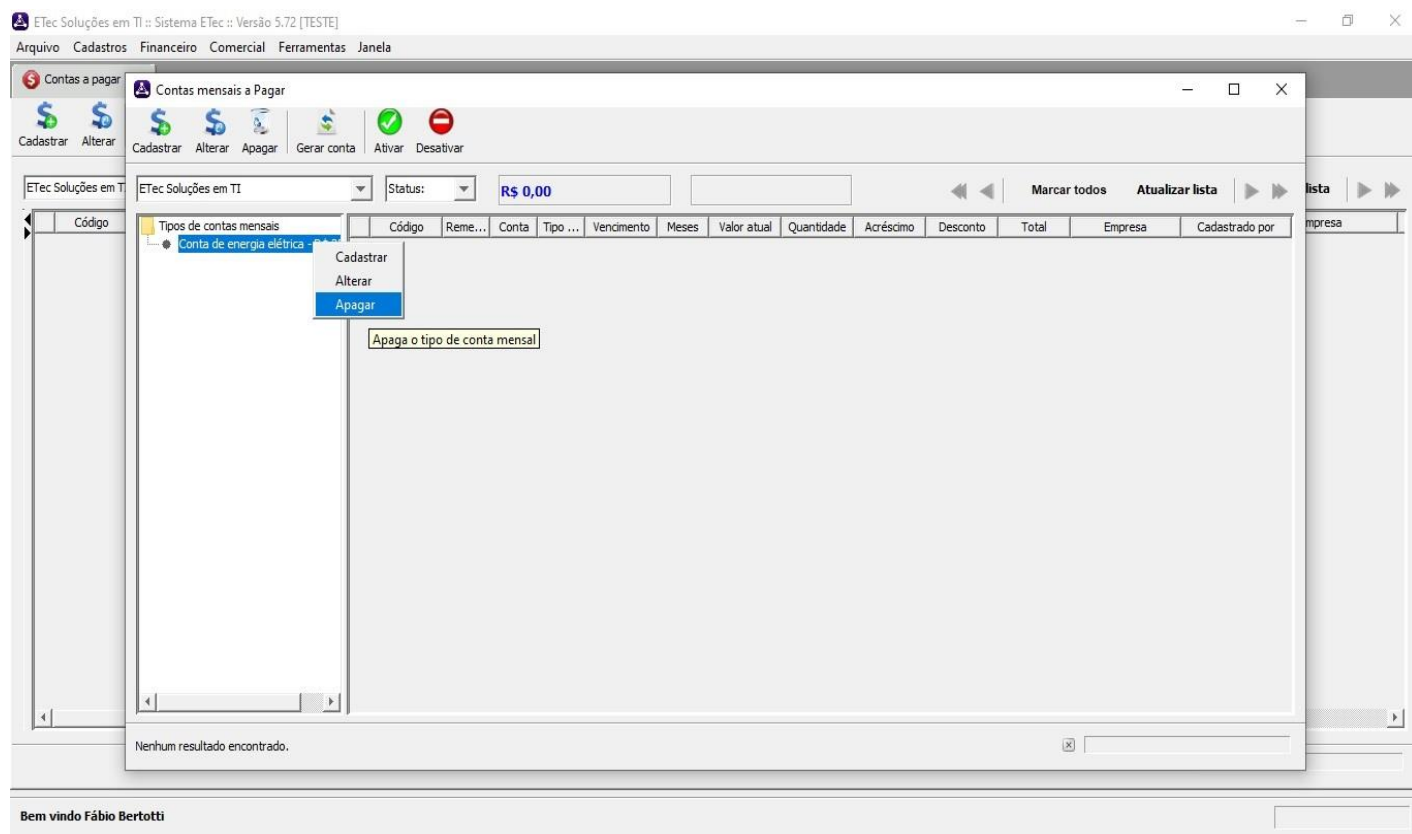 ETec Soluções em TI :: Sistema ETec :: Versão 5.72 [TESTE]
Arquivo Cadastros Financeiro Comercial Ferramentas Janela
Contas a pagar
Contas mensais a Pagar
Cadastrar Alterar
Cadastrar Alterar Apagar Gerar conta Ativar Desativar
ETec Soluções em T
ETec Soluções em TI Status: R$ 0,00 Marcar todos Atualizar lista
lista
Código
Tipos de contas mensais
Código Reme... Conta Tipo ... Vencimento Meses Valor atual Quantidade Acréscimo Desconto Total Empresa Cadastrado por
mpresa
Conta de energia elétrica -
Cadastrar
Alterar
Apagar
Apaga o tipo de conta mensal
Nenhum resultado encontrado.
Bem vindo Fábio Bertotti